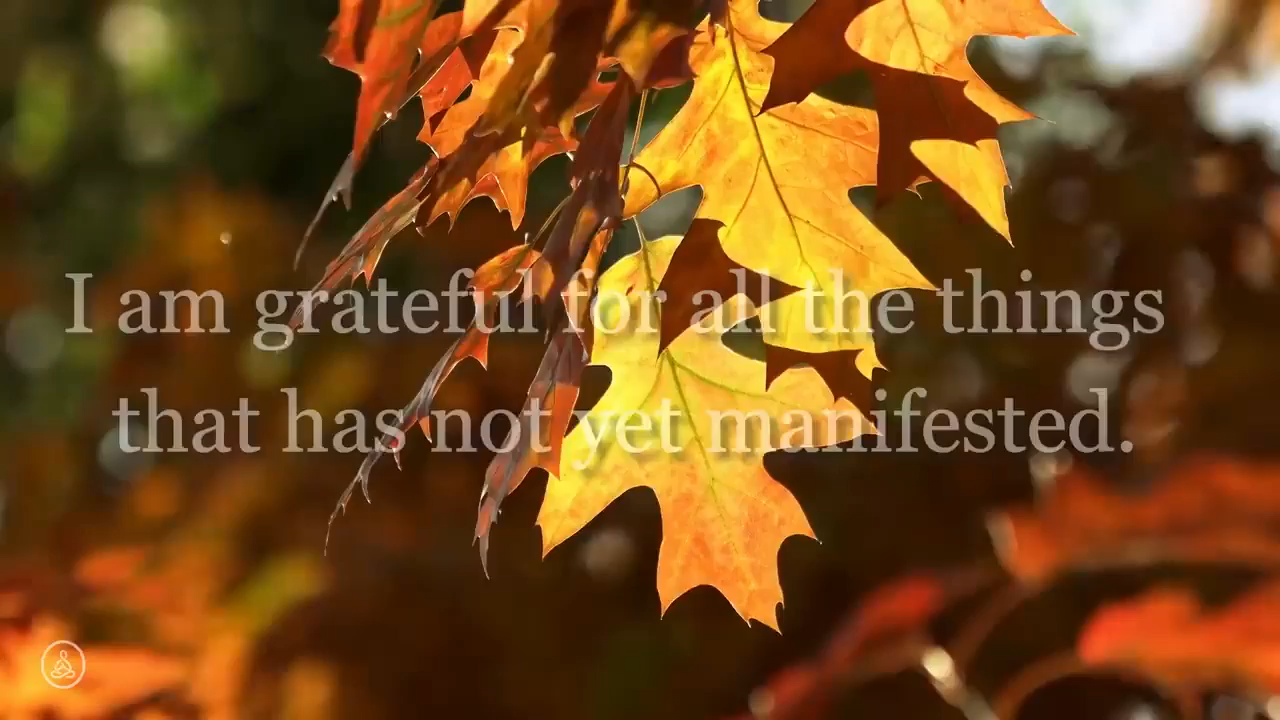 I am grateful for all the things
that has not yet manifested.